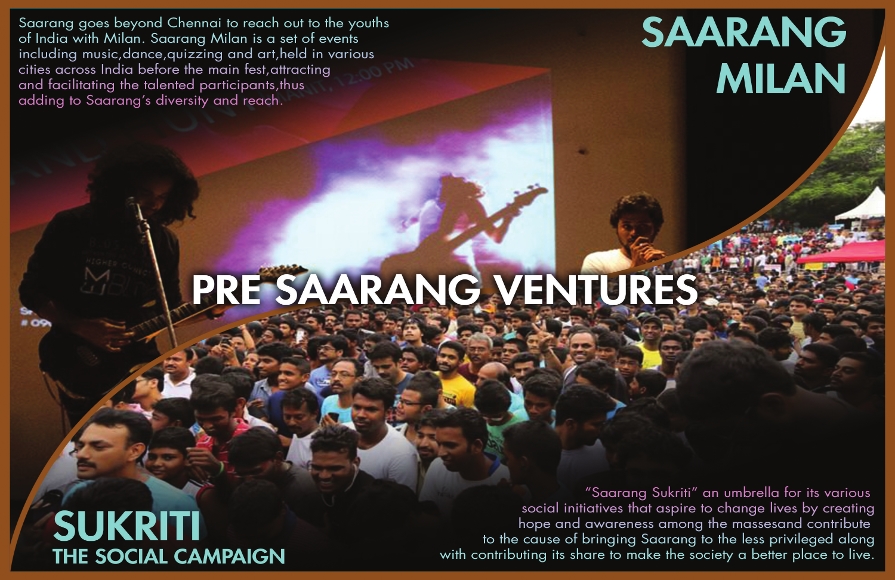 Saarang goes beyond Chennai to reach out to the youths
of India with Milan. Saarang Milan is a set of events
including music,dance,quizzing and art,held in various
cities across India before the main fest,attracting
and facilitating the talented participants,thus
adding to Saarang's diversity and reach.
SAARANG
MILAN
12:00 PM
PRE SAARANG VENTURES
SUKRITI
THE SOCIAL CAMPAIGN
“Saarang Sukriti” an umbrella for its various
social initiatives that aspire to change lives by creating
hope and awareness among the massesand contribute
to the cause of bringing Saarang to the less privileged along
with contributing its share to make the society a better place to live.